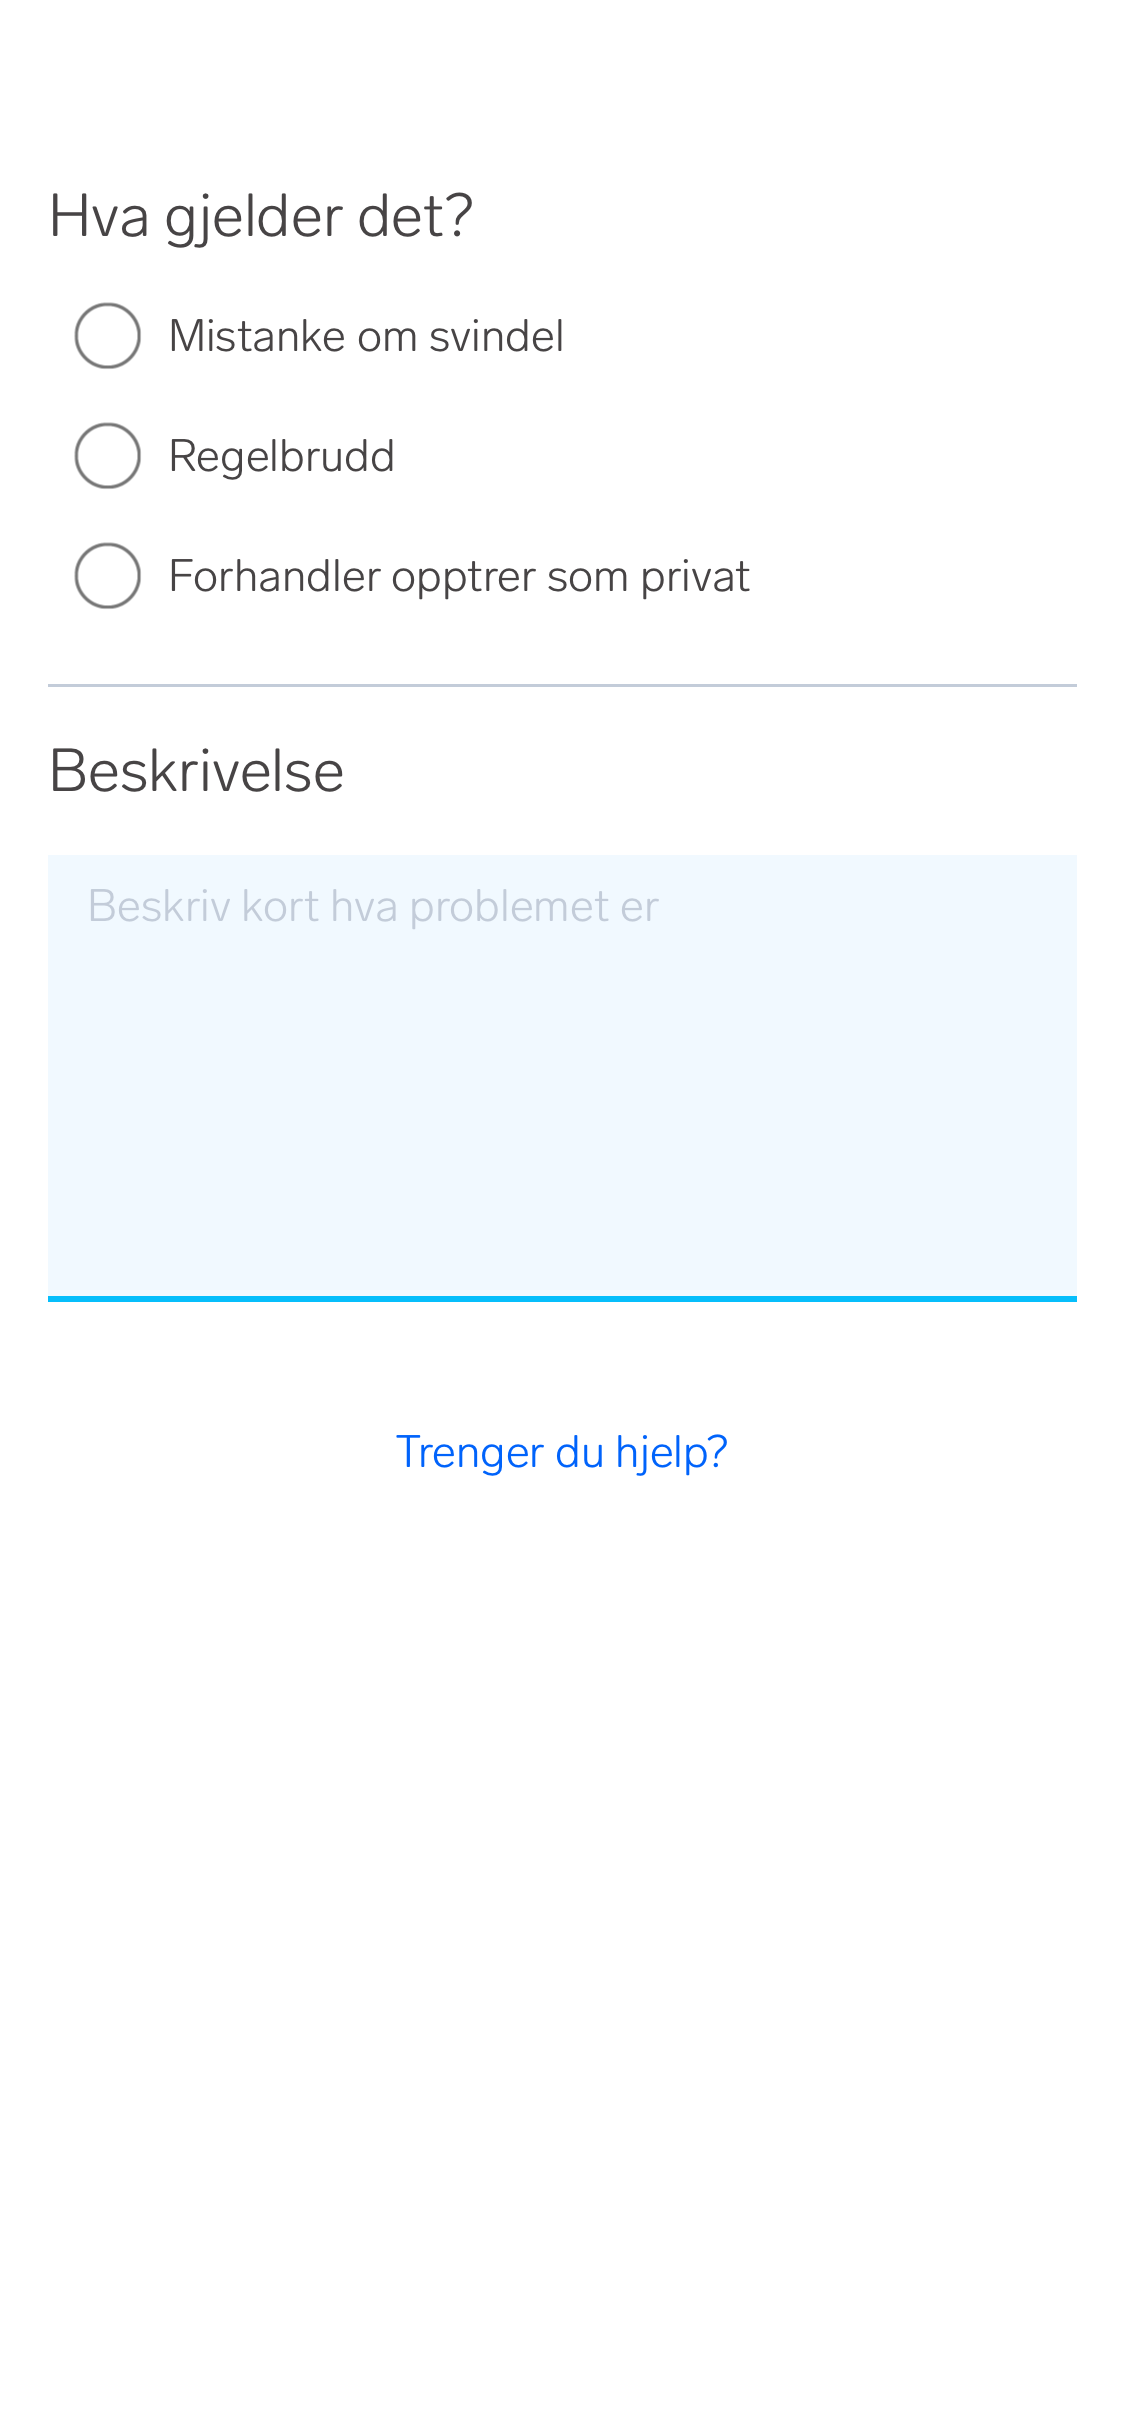 Hva gjelder det?
Mistanke om svindel
Regelbrudd
Forhandler opptrer som privat
Beskrivelse
Beskriv kort hva problemet er
Trenger du hjelp?